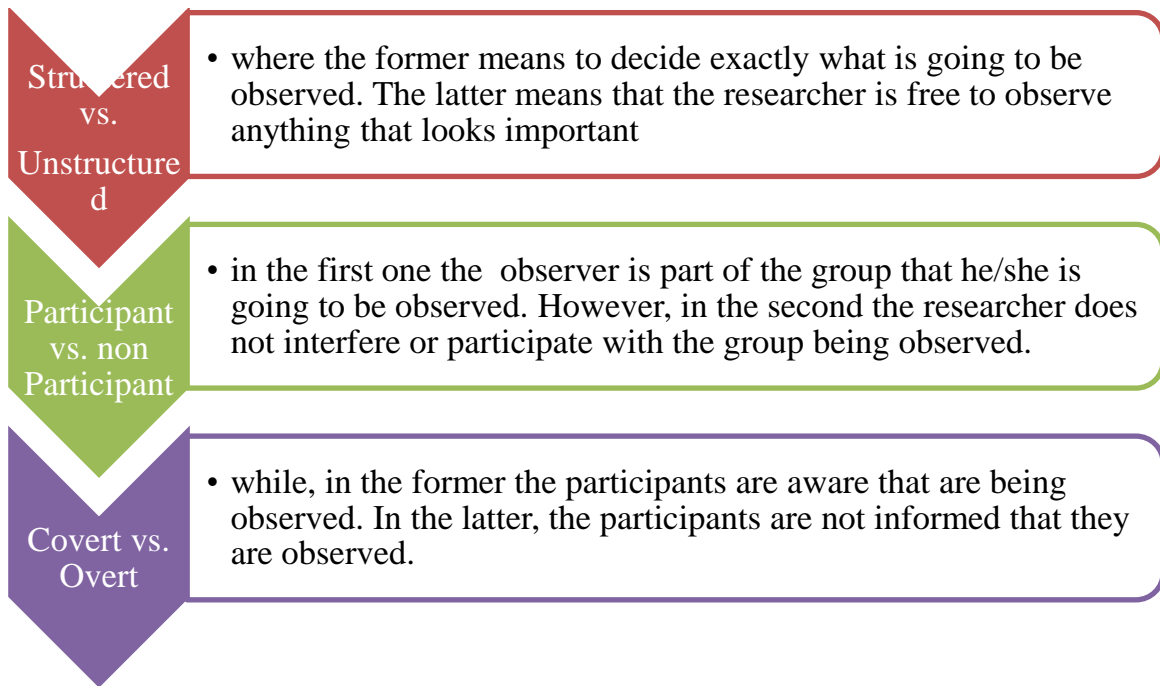 Structered
vs.
Unstructure
d
• where the former means to decide exactly what is going to be
observed. The latter means that the researcher is free to observe
anything that looks important
Participant
vs. non
Participant
• in the first one the observer is part of the group that he/she is
going to be observed. However, in the second the researcher does
not interfere or participate with the group being observed.
Covert vs.
Overt
• while, in the former the participants are aware that are being
observed. In the latter, the participants are not informed that they
are observed.